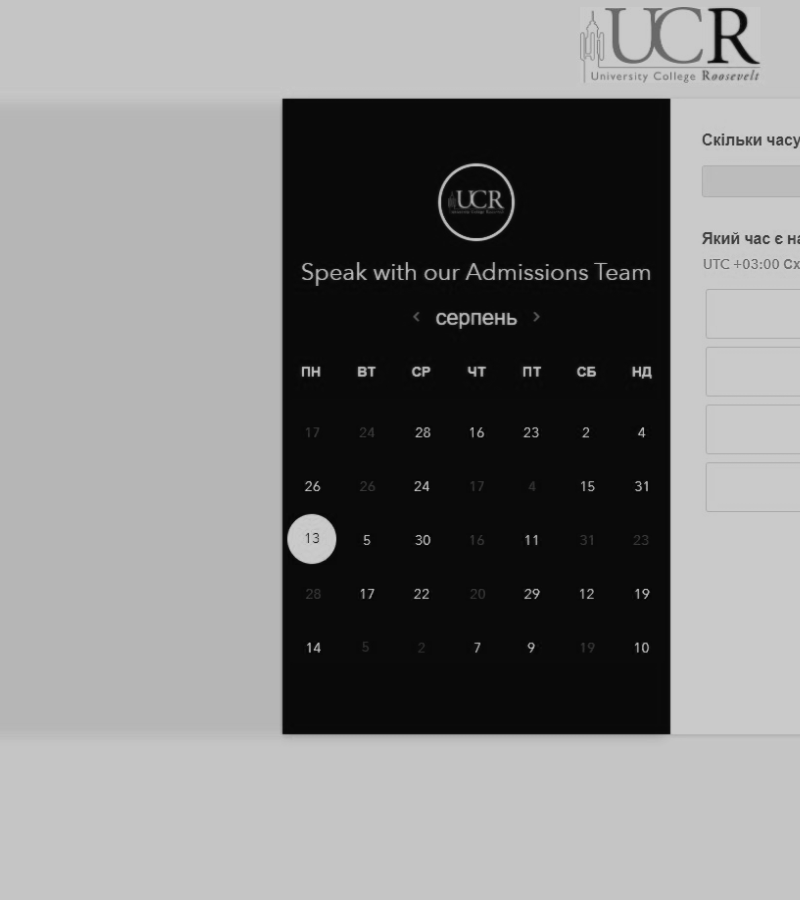 UCR
University College Roosevelt
Скільки часу
UCR
Який час є на
UTC +03:00 Сх
Speak with our Admissions Team
< серпень >
ПН ВТ СР ЧТ ПТ СБ НД
17 24 28 16 23 2 4
26 26 24 17 4 15 31
13 5 30 16 11 31 23
28 17 22 20 29 12 19
14 5 2 7 9 19 10